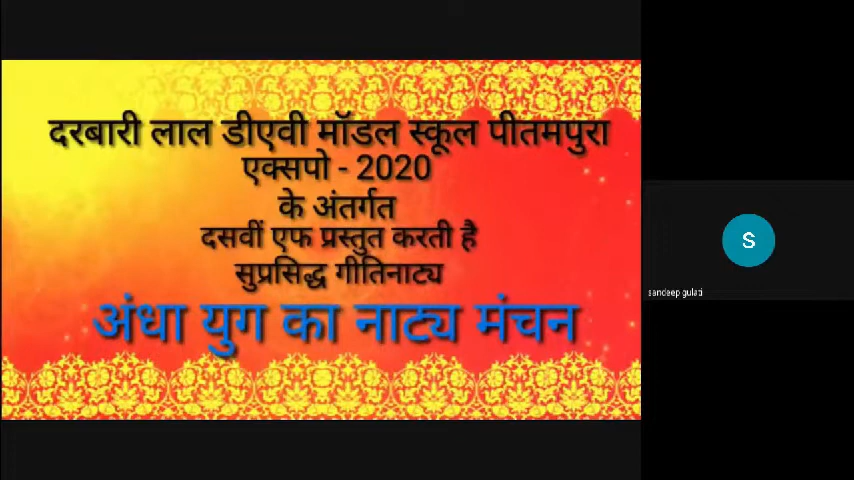 दरबारी लाल डीएवी मॉडल स्कूल पीतमपुरा
एक्सपो - 2020
के अंतर्गत
दसवीं एफ प्रस्तुत करती है
सुप्रसिद्ध गीतिनाट्य
अंधा युग का नाट्य मंचन
S
sandeep gulati